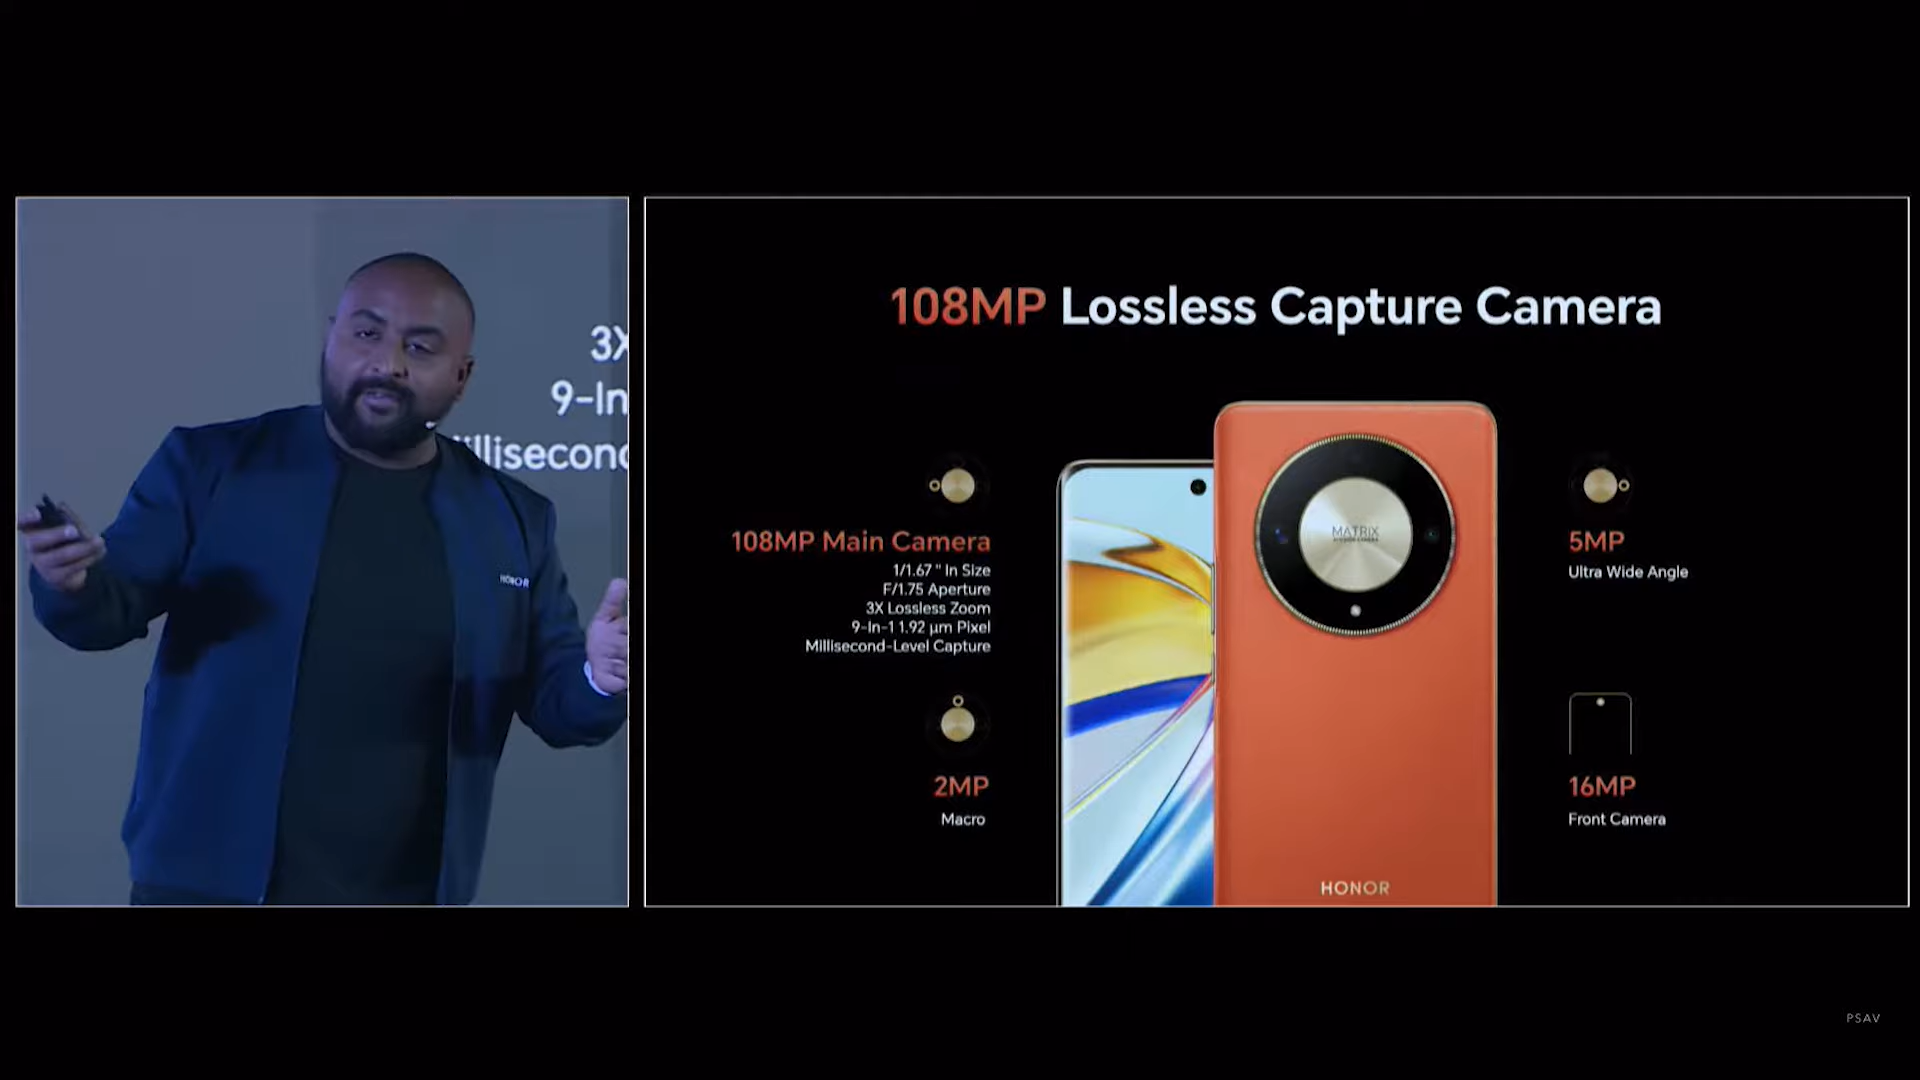 3X
9-In
illisecond
HONOR
108MP Lossless Capture Camera
108MP Main Camera
1/1.67 " In Size
F/1.75 Aperture
3X Lossless Zoom
9-In-1 1.92 µm Pixel
Millisecond-Level Capture
2MP
Macro
MATRIX
HONOR
5MP
Ultra Wide Angle
16MP
Front Camera
PSAV